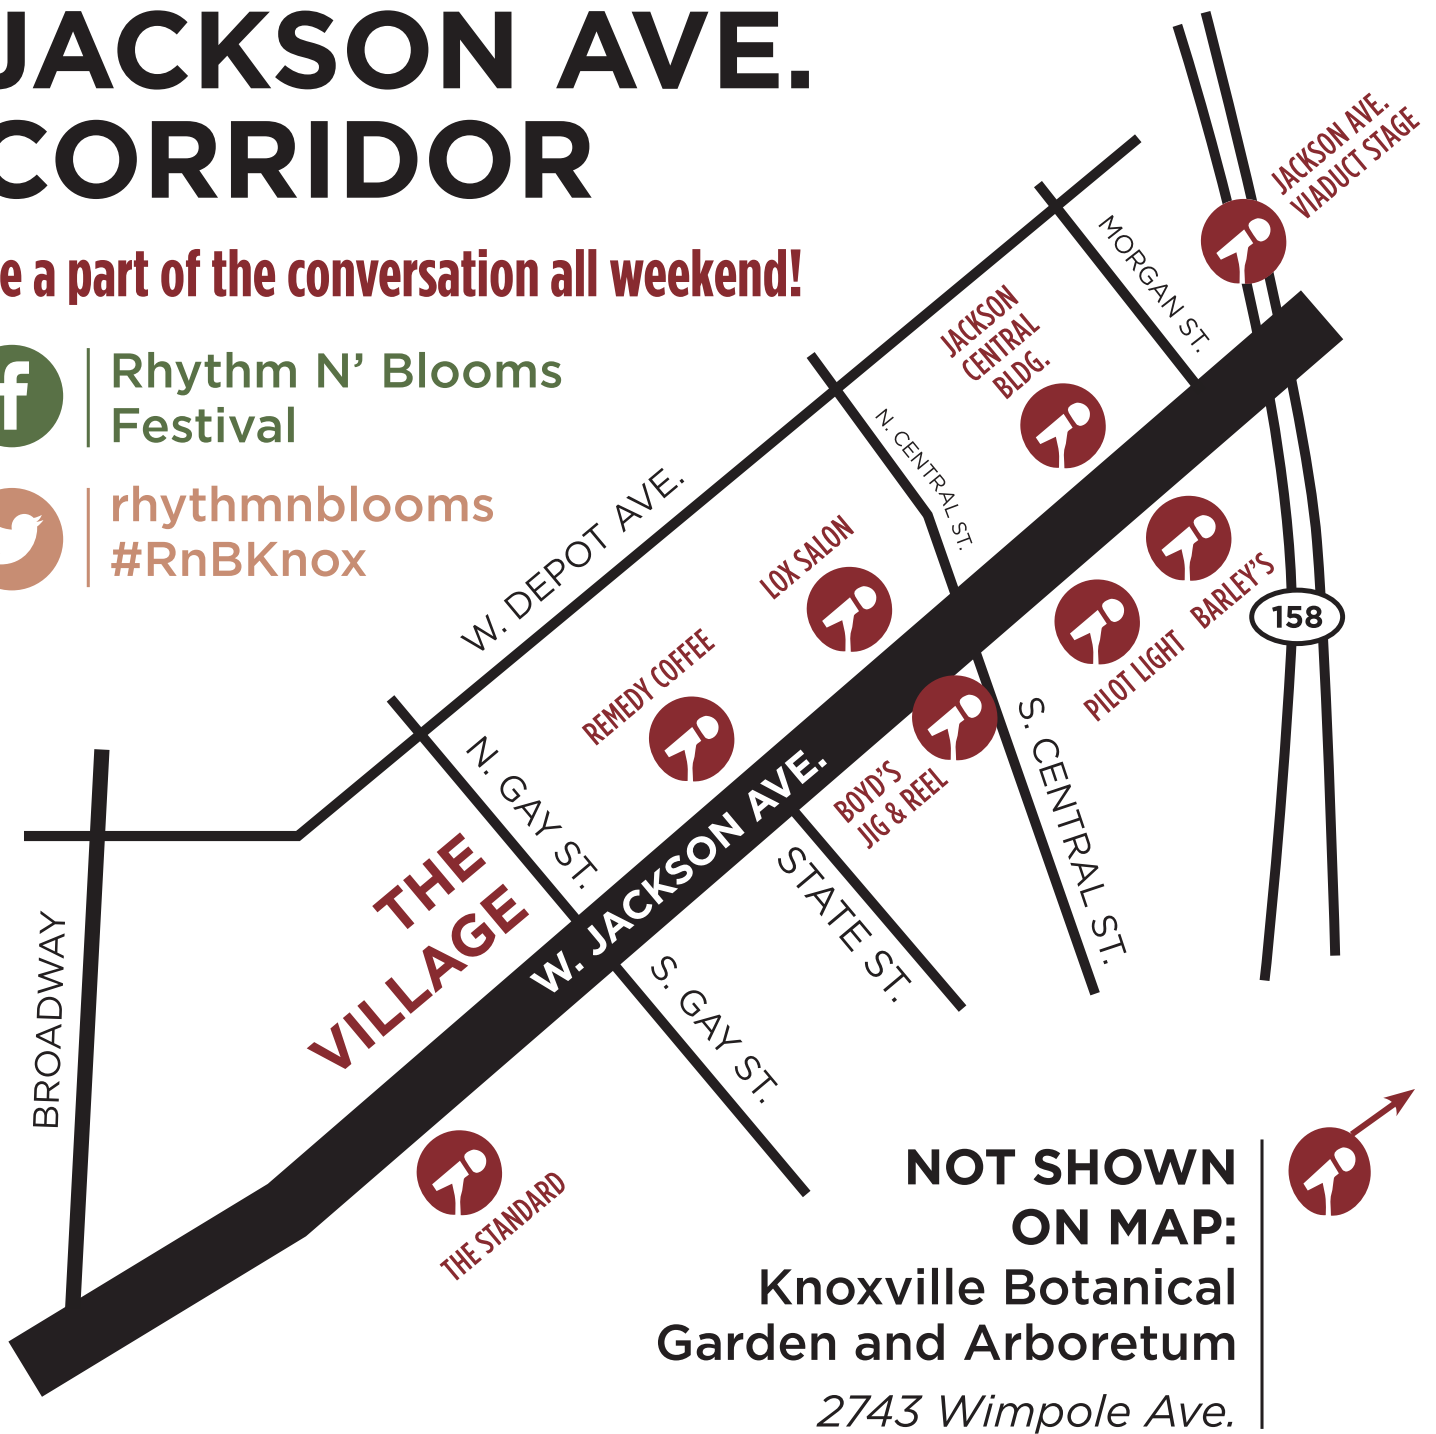 JACKSON AVE.
CORRIDOR
e a part of the conversation all weekend!
Rhythm N’ Blooms
Festival
rhythmnblooms
#RnBKnox
JACKSON AVE.
VIADUCT STAGE
MORGAN ST.
JACKSON
CENTRAL
BLDG.
N. CENTRAL ST.
W. DEPOT AVE.
LOX SALON
BARLEY’S
158
PILOT LIGHT
REMEDY COFFEE
N. GAY ST.
W. JACKSON AVE.
BOYD’S
JIG & REEL
S. CENTRAL ST.
STATE ST.
THE
VILLAGE
BROADWAY
S. GAY ST.
THE STANDARD
NOT SHOWN
ON MAP:
Knoxville Botanical
Garden and Arboretum
2743 Wimpole Ave.